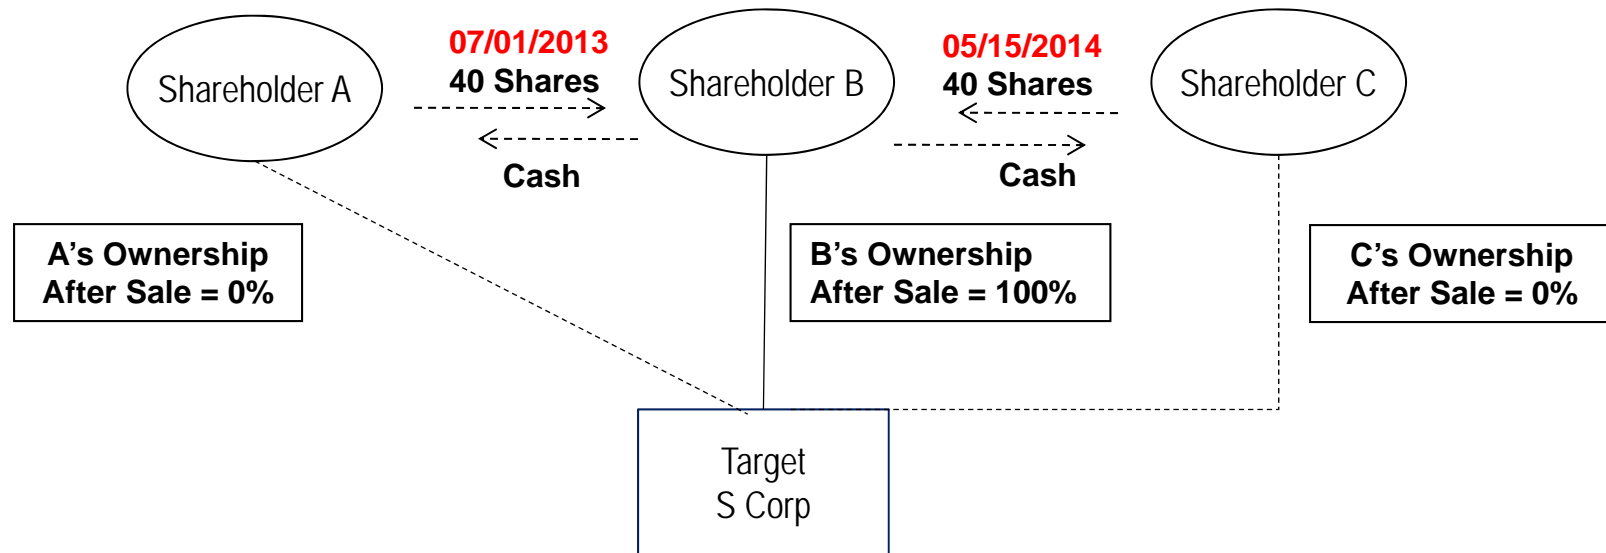 Shareholder A
07/01/2013
40 Shares
Cash
Shareholder B
05/15/2014
40 Shares
Cash
Shareholder C
A's Ownership
After Sale = 0%
B's Ownership
After Sale = 100%
C's Ownership
After Sale = 0%
Target
S Corp